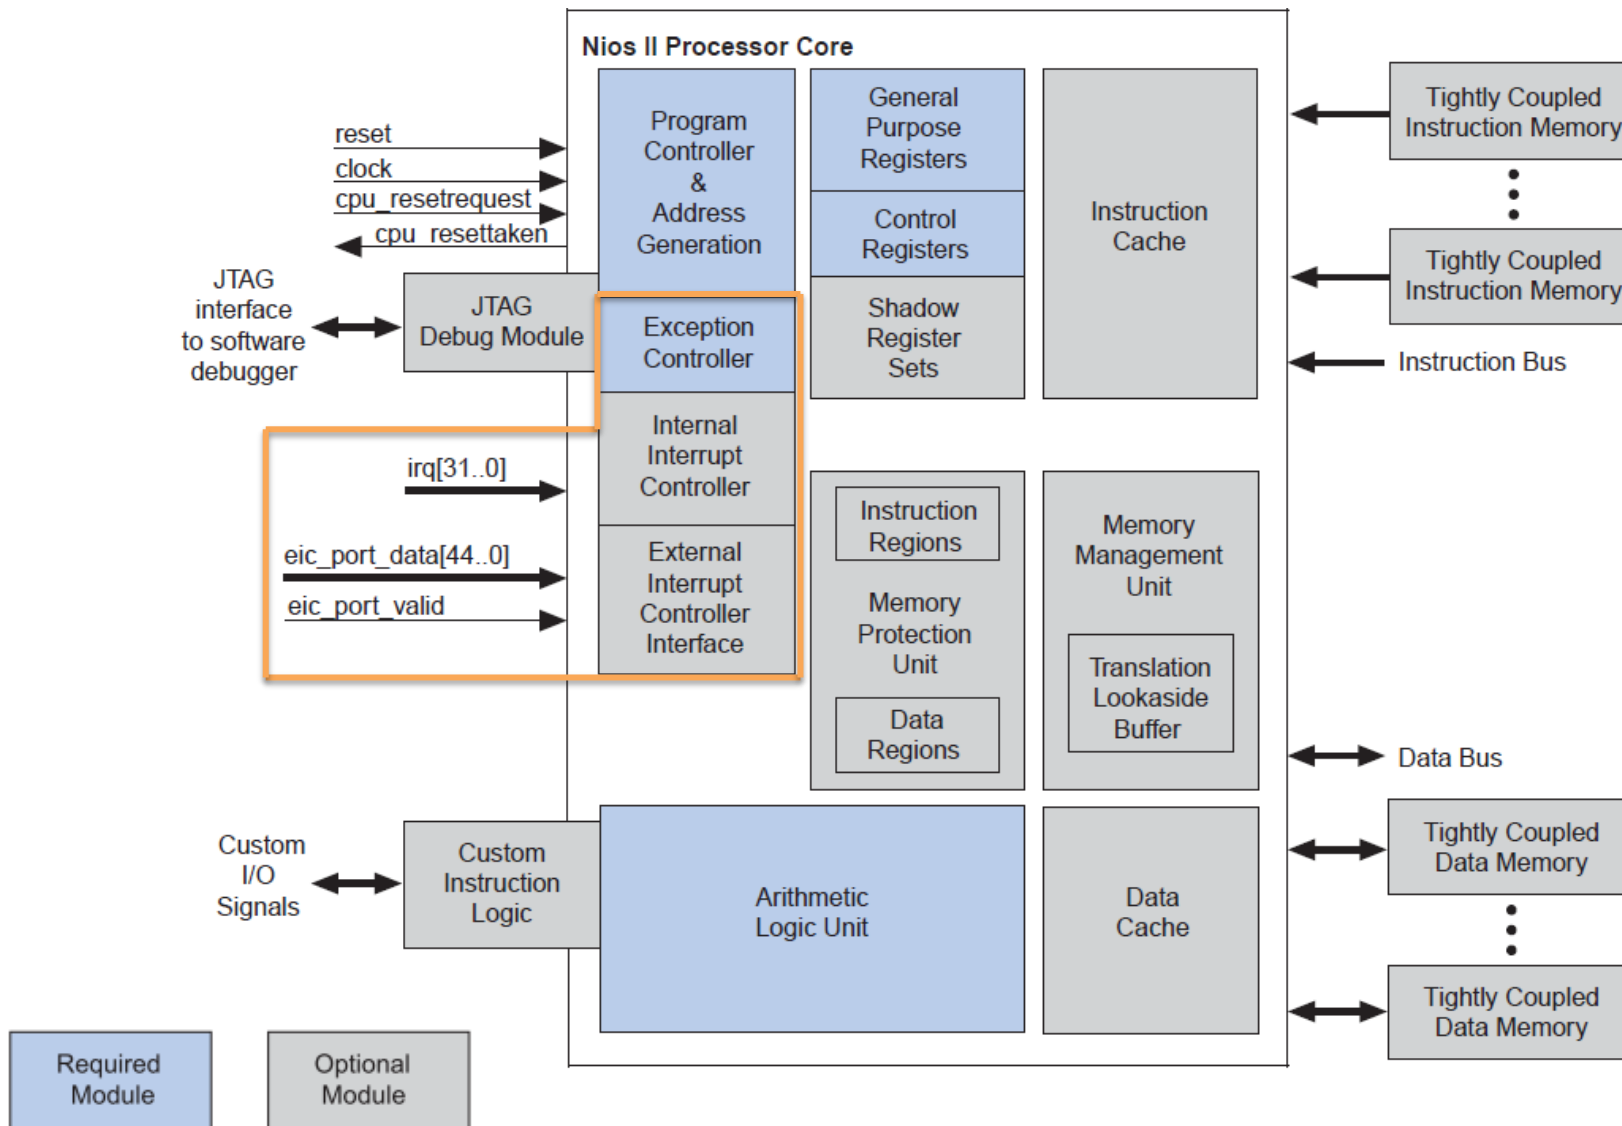 Nios II Processor Core
Program
Controller
&
Address
Generation
General
Purpose
Registers
Control
Registers
Shadow
Register
Sets
Instruction
Cache
Tightly Coupled
Instruction Memory
Tightly Coupled
Instruction Memory
Instruction Bus
reset
clock
cpu_resetrequest
cpu_resettaken
JTAG
interface
to software
debugger
JTAG
Debug Module
Exception
Controller
Internal
Interrupt
Controller
External
Interrupt
Controller
Interface
irq[31..0]
eic_port_data[44..0]
eic_port_valid
Instruction
Regions
Memory
Protection
Unit
Data
Regions
Memory
Management
Unit
Translation
Lookaside
Buffer
Data Bus
Custom
I/O
Signals
Custom
Instruction
Logic
Arithmetic
Logic Unit
Data
Cache
Tightly Coupled
Data Memory
Tightly Coupled
Data Memory
Required
Module
Optional
Module